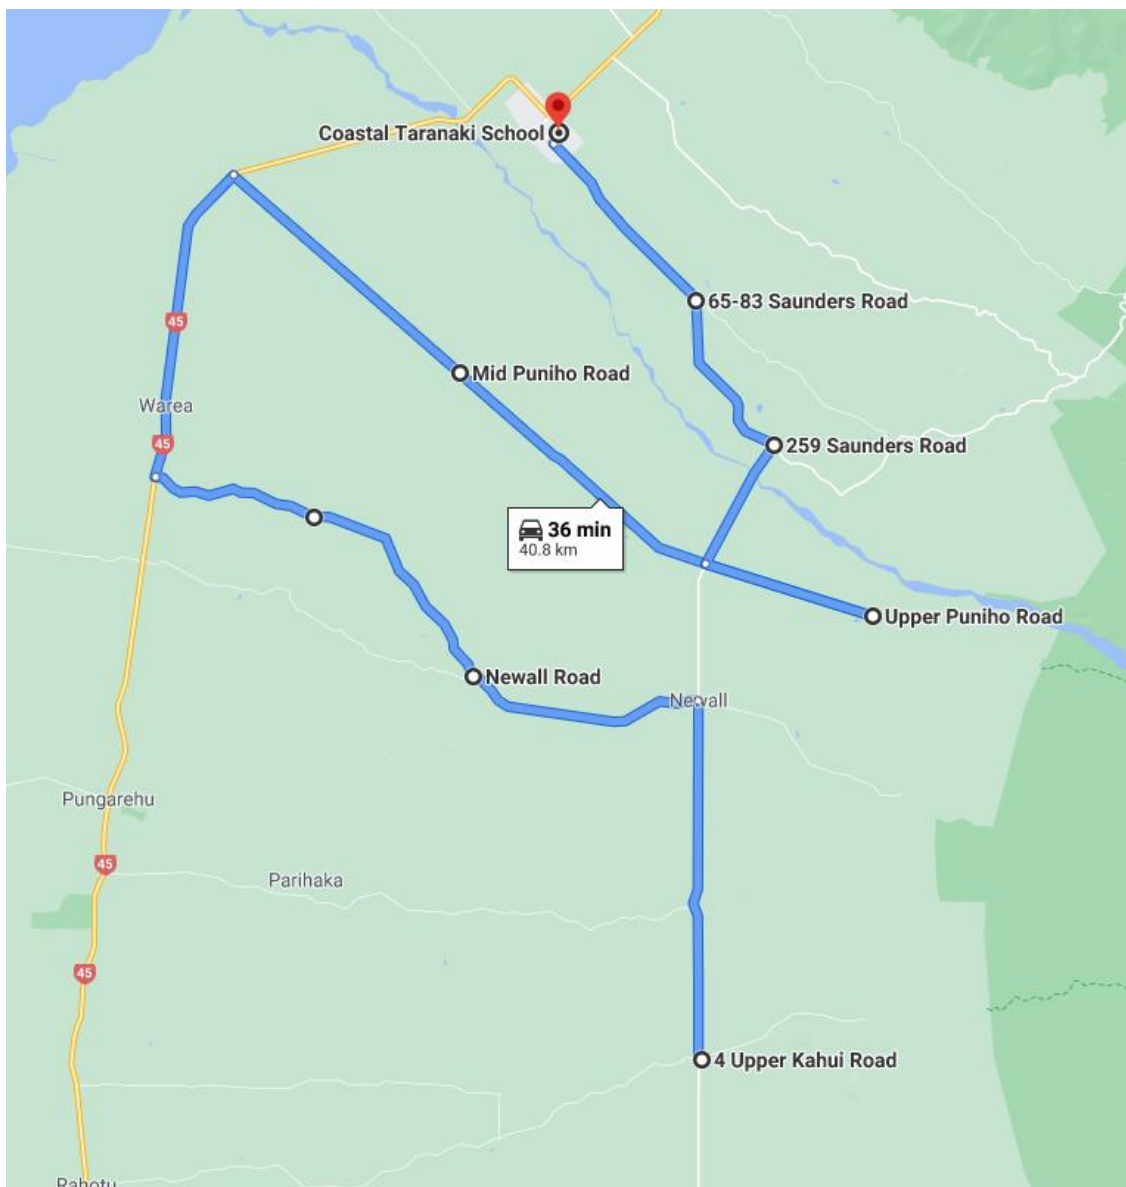 Coastal Taranaki School
65-83 Saunders Road
45
Mid Puniho Road
Warea
45
259 Saunders Road
36 min
40.8 km
Upper Puniho Road
Newall Road
Newall
Pungarehu
45
Parihaka
45
4 Upper Kahui Road
Rahotu